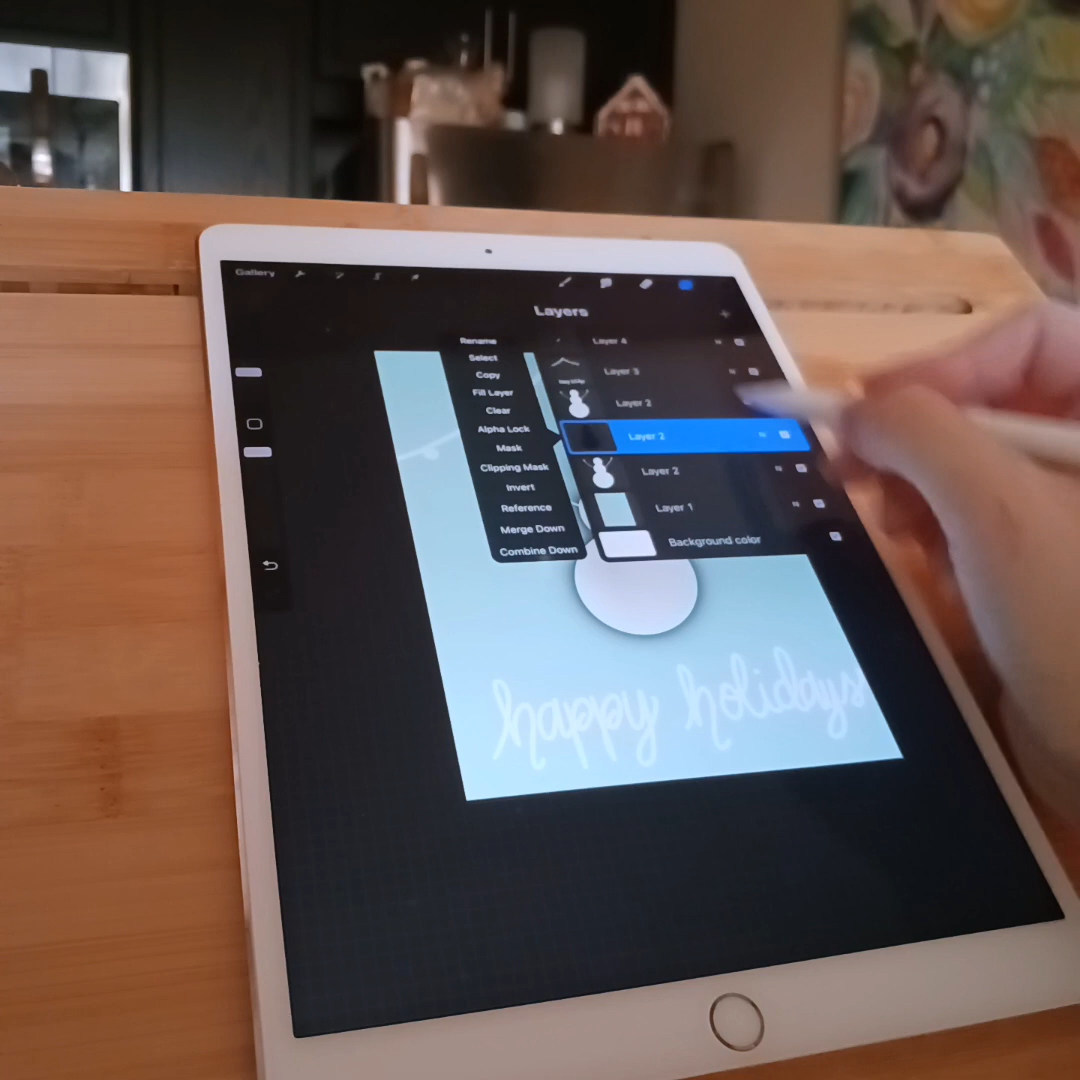 Gallery
Layers
Rename
Select
Copy
Fill Layer
Clear
Alpha Lock
Mask
Clipping Mask
Invert
Reference
Merge Down
Combine Down
Layer 4
Layer 3
Layer 2
Layer 2
N
Layer 2
N
Layer 1
N
Background color
happy holidays